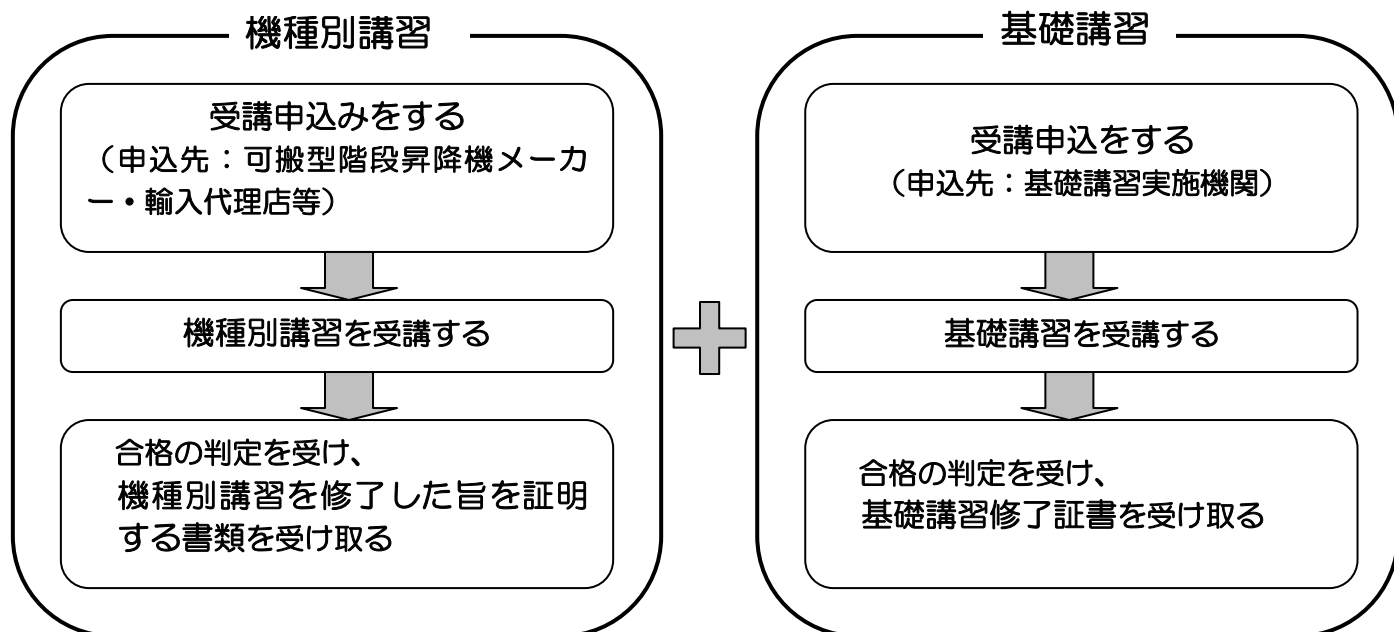 機種別講習
受講申込みをする
（申込先：可搬型階段昇降機メーカ
ー・輸入代理店等）
機種別講習を受講する
合格の判定を受け、
機種別講習を修了した旨を証明
する書類を受け取る
基礎講習
受講申込をする
（申込先：基礎講習実施機関）
基礎講習を受講する
合格の判定を受け、
基礎講習修了証書を受け取る